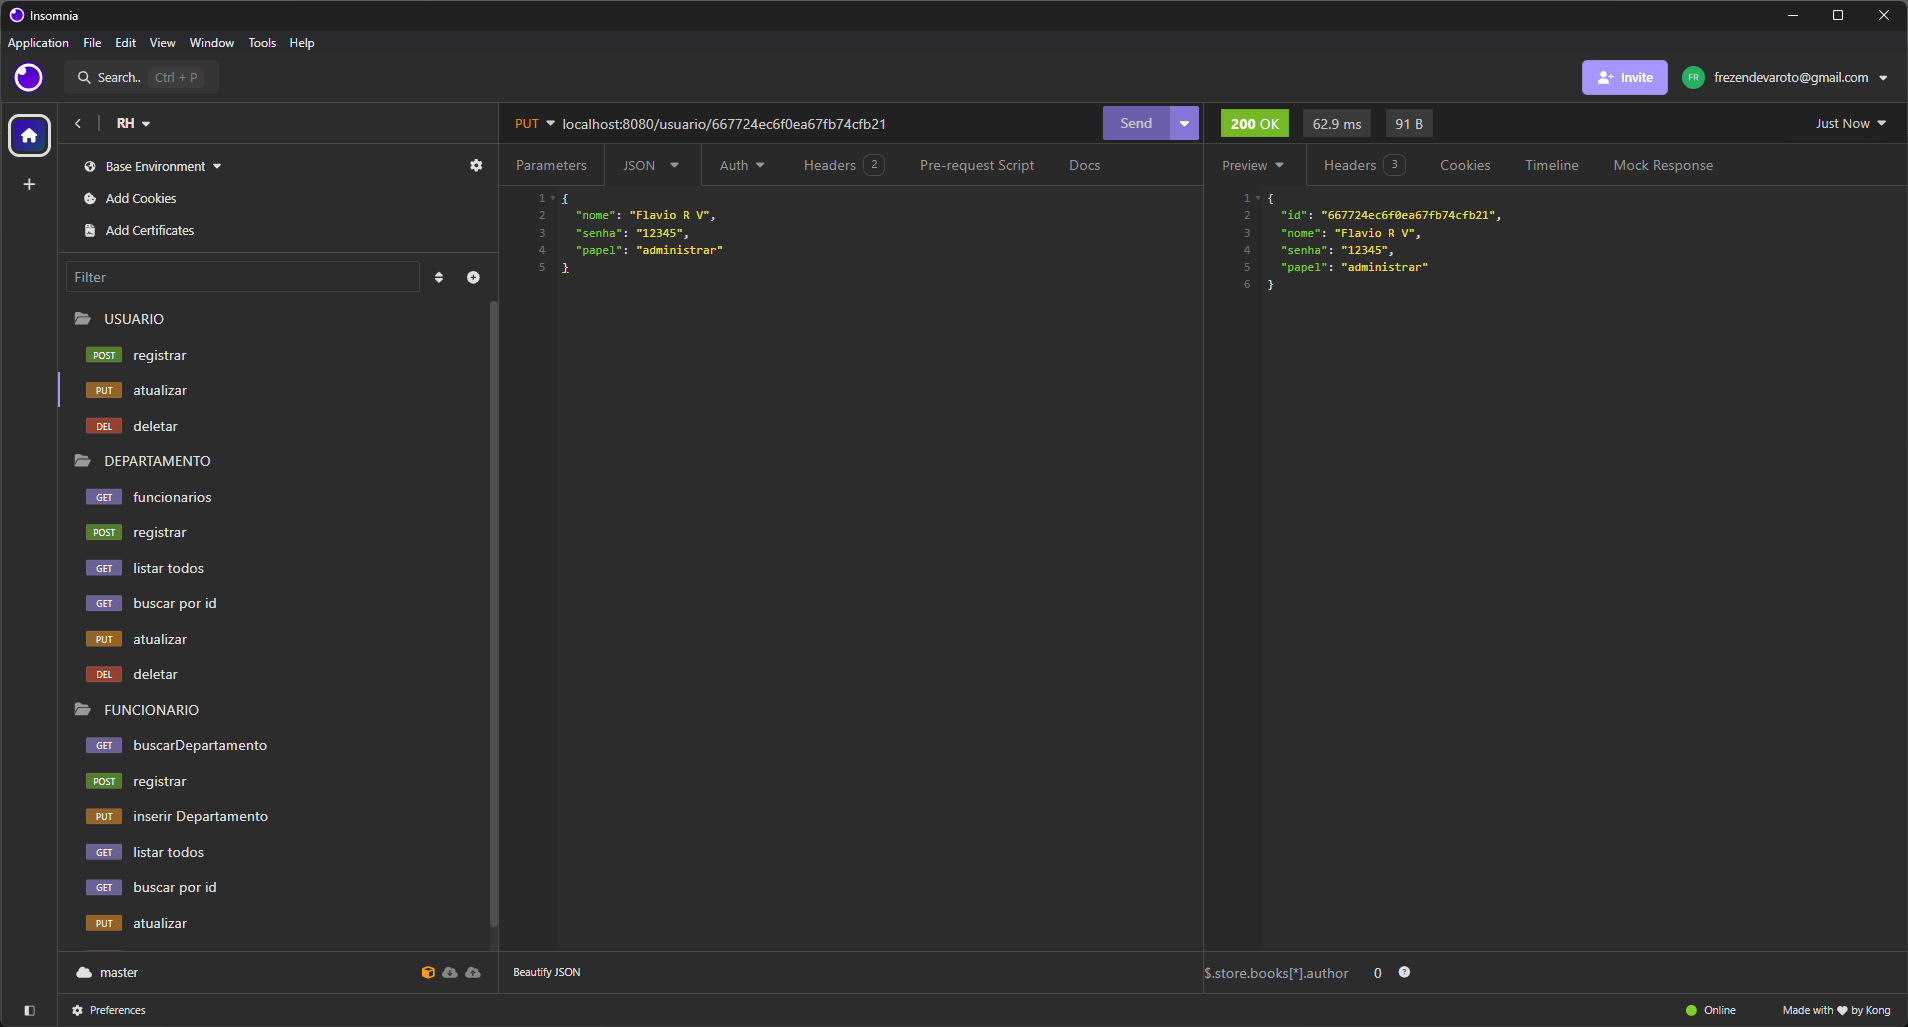 Insomnia
Application File Edit View Window Tools Help
Search.. Ctrl + P
Invite
FR
frezendevaroto@gmail.com
RH
Base Environment
Add Cookies
Add Certificates
Filter
USUARIO
POST registrar
PUT atualizar
DEL deletar
DEPARTAMENTO
GET funcionarios
POST registrar
GET listar todos
GET buscar por id
PUT atualizar
DEL deletar
FUNCIONARIO
GET buscarDepartamento
POST registrar
PUT inserir Departamento
GET listar todos
GET buscar por id
PUT atualizar
master
Preferences
PUT localhost:8080/usuario/667724ec6f0ea67fb74cfb21 Send
Parameters JSON Auth Headers 2 Pre-request Script Docs
1 {
2 "nome": "Flavio R V",
3 "senha": "12345",
4 "papel": "administrar"
5 }
Beautify JSON
200 OK 62.9 ms 91 B Just Now
Preview Headers 3 Cookies Timeline Mock Response
1 {
2 "id": "667724ec6f0ea67fb74cfb21",
3 "nome": "Flavio R V",
4 "senha": "12345",
5 "papel": "administrar"
6 }
$.store.books[*].author 0 ?
Online
Made with ♥ by Kong